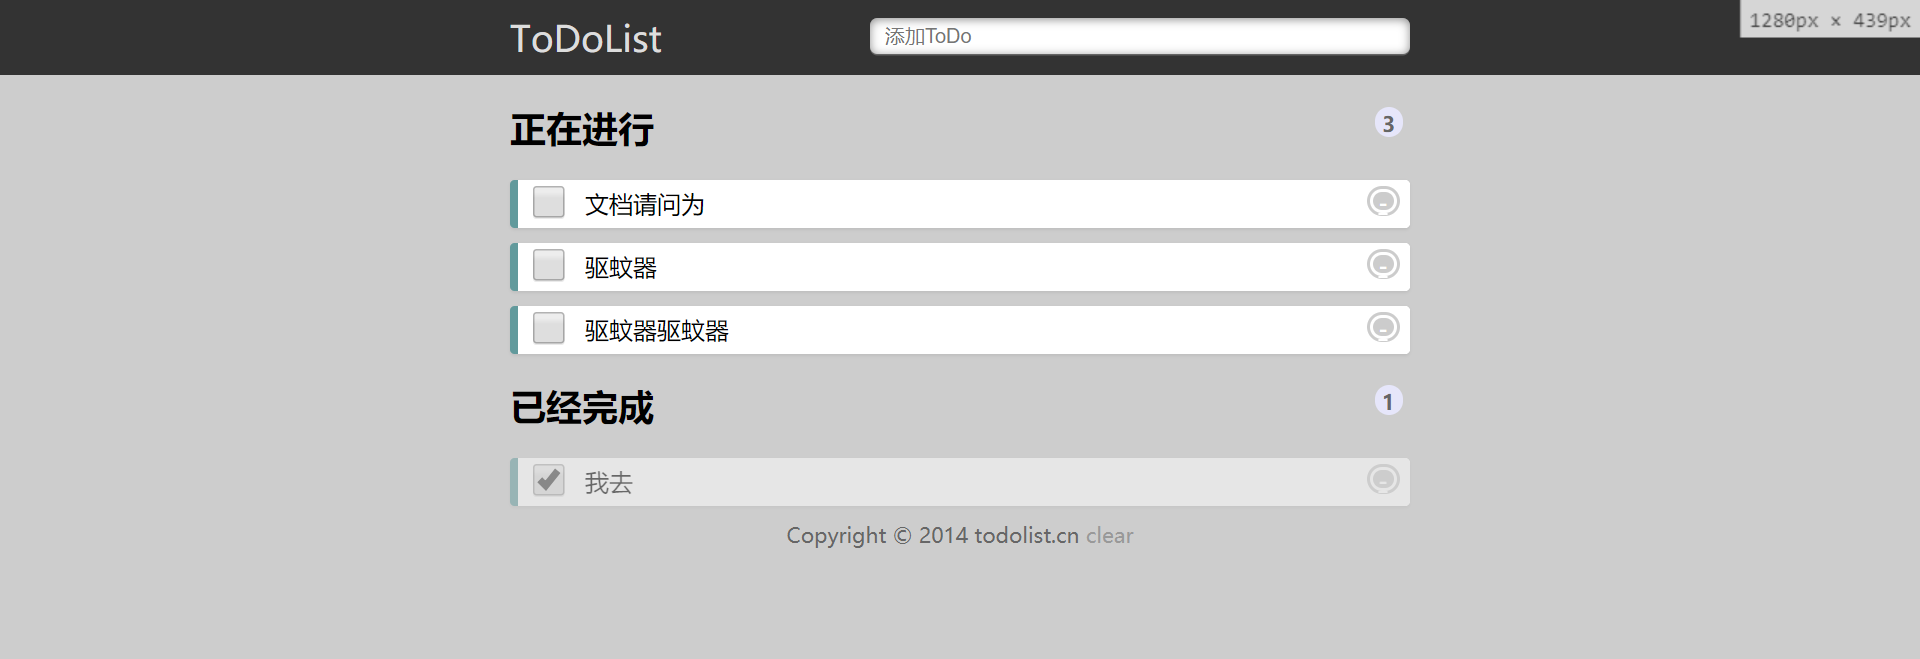 ToDoList
添加ToDo
1280px × 439px
正在进行
3
文档请问为
驱蚊器
驱蚊器驱蚊器
已经完成
1
我去
Copyright © 2014 todolist.cn clear